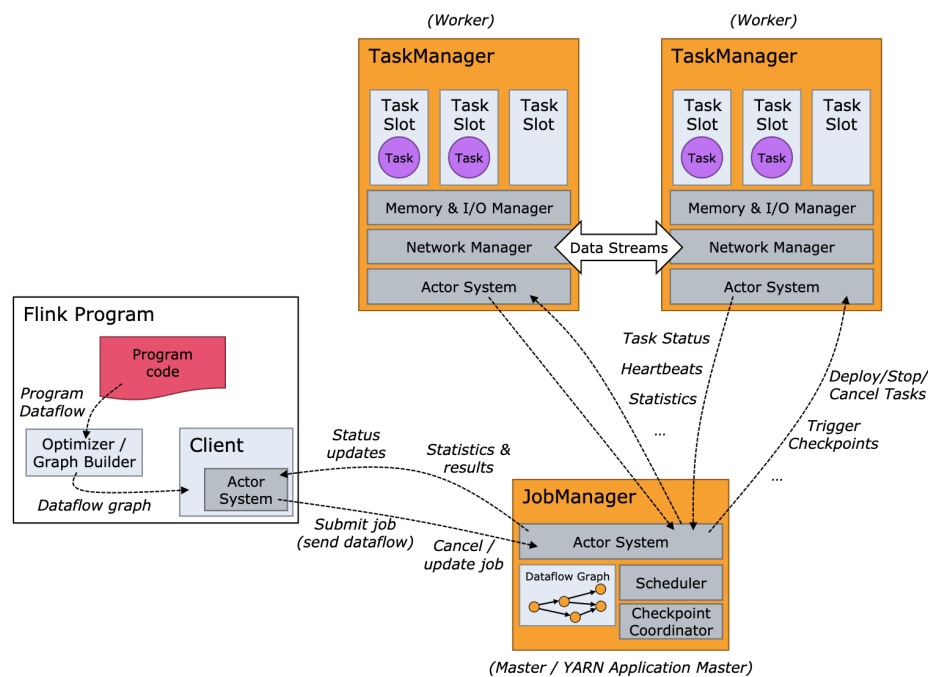 (Worker)
TaskManager
Task
Slot
Task
Task
Slot
Task
Task
Slot
Memory & I/O Manager
Network Manager
Actor System
(Worker)
TaskManager
Task
Slot
Task
Task
Slot
Task
Task
Slot
Memory & I/O Manager
Network Manager
Actor System
Data Streams
Flink Program
Program
code
Program
Dataflow
Optimizer /
Graph Builder
Dataflow graph
Client
Actor
System
Status
updates
Statistics &
results
Submit job
(send dataflow)
Cancel /
update job
Task Status
Heartbeats
Statistics
...
Deploy/Stop/
Cancel Tasks
Trigger
Checkpoints
...
JobManager
Actor System
Dataflow Graph
Scheduler
Checkpoint
Coordinator
(Master / YARN Application Master)